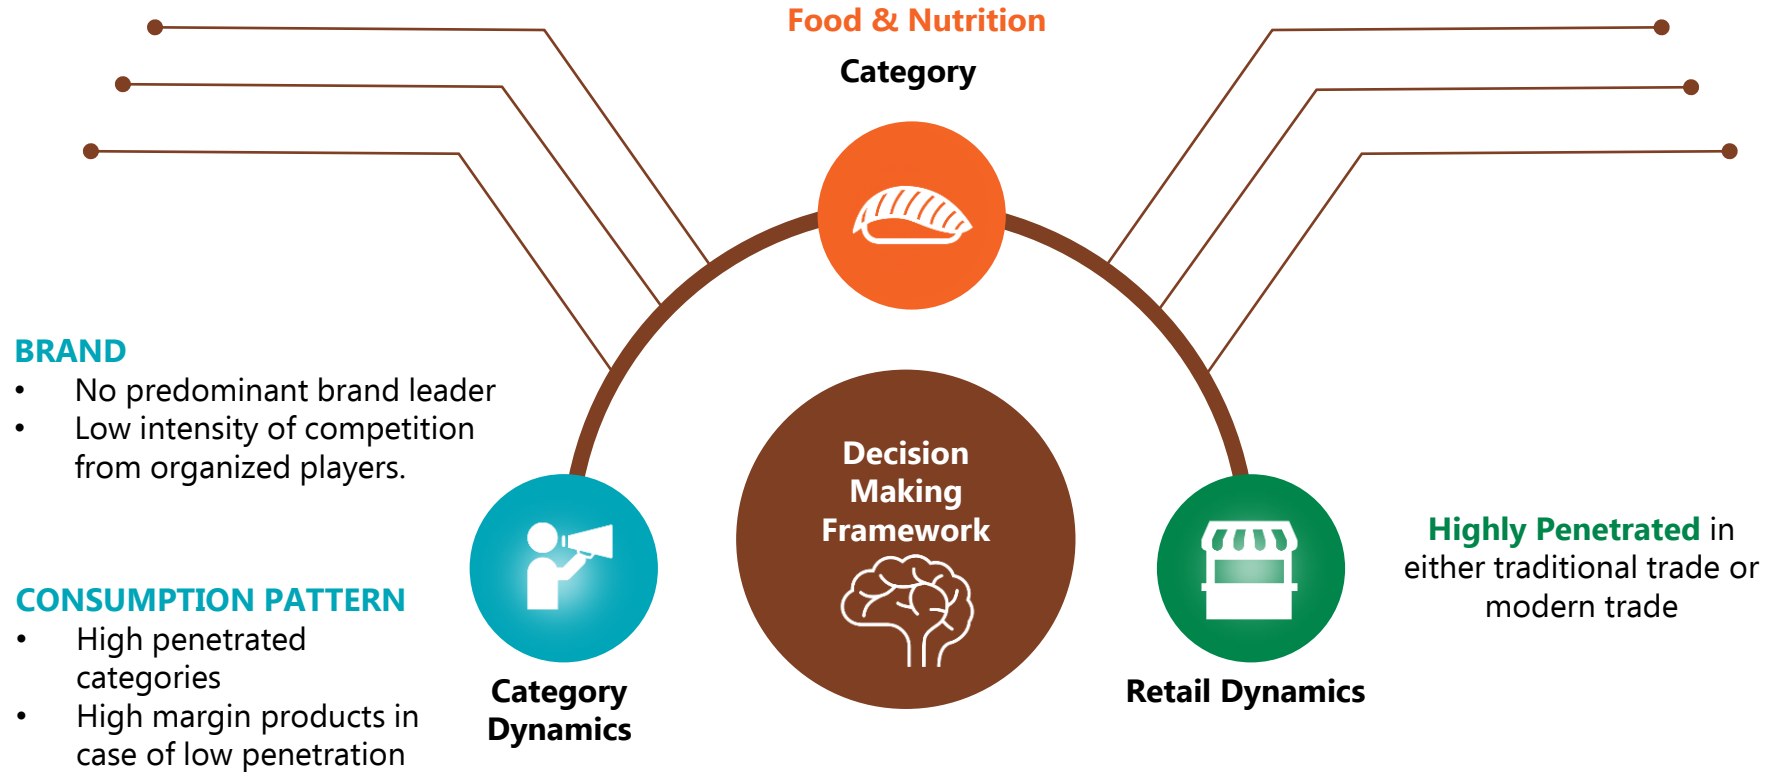 Food & Nutrition
Category
BRAND
• No predominant brand leader
• Low intensity of competition
from organized players.
CONSUMPTION PATTERN
• High penetrated
categories
• High margin products in
case of low penetration
Category
Dynamics
Decision
Making
Framework
Retail Dynamics
Highly Penetrated in
either traditional trade or
modern trade